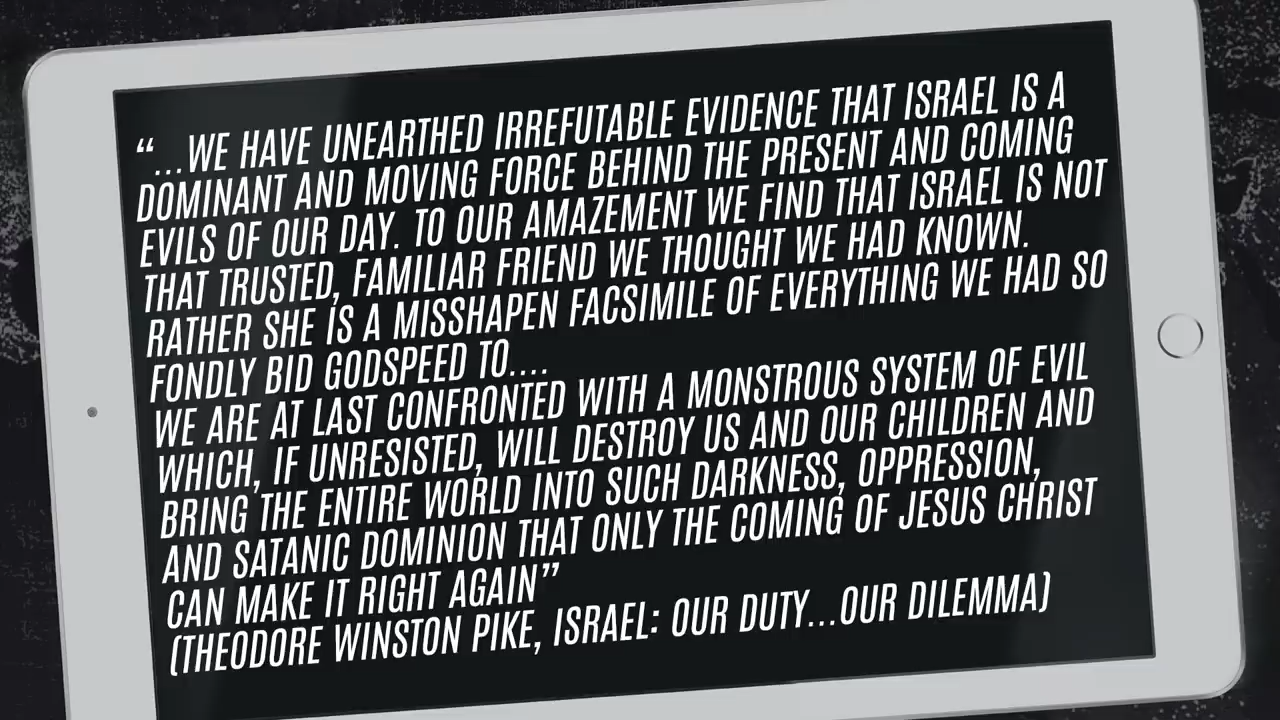 “...WE HAVE UNEARTHED IRREFUTABLE EVIDENCE THAT ISRAEL IS A
DOMINANT AND MOVING FORCE BEHIND THE PRESENT AND COMING
EVILS OF OUR DAY. TO OUR AMAZEMENT WE FIND THAT ISRAEL IS NOT
THAT TRUSTED, FAMILIAR FRIEND WE THOUGHT WE HAD KNOWN.
RATHER SHE IS A MISSHAPEN FACSIMILE OF EVERYTHING WE HAD SO
FONDLY BID GODSPEED TO....
WE ARE AT LAST CONFRONTED WITH A MONSTROUS SYSTEM OF EVIL
WHICH, IF UNRESISTED, WILL DESTROY US AND OUR CHILDREN AND
BRING THE ENTIRE WORLD INTO SUCH DARKNESS, OPPRESSION,
AND SATANIC DOMINION THAT ONLY THE COMING OF JESUS CHRIST
CAN MAKE IT RIGHT AGAIN”
(THEODORE WINSTON PIKE, ISRAEL: OUR DUTY...OUR DILEMMA)